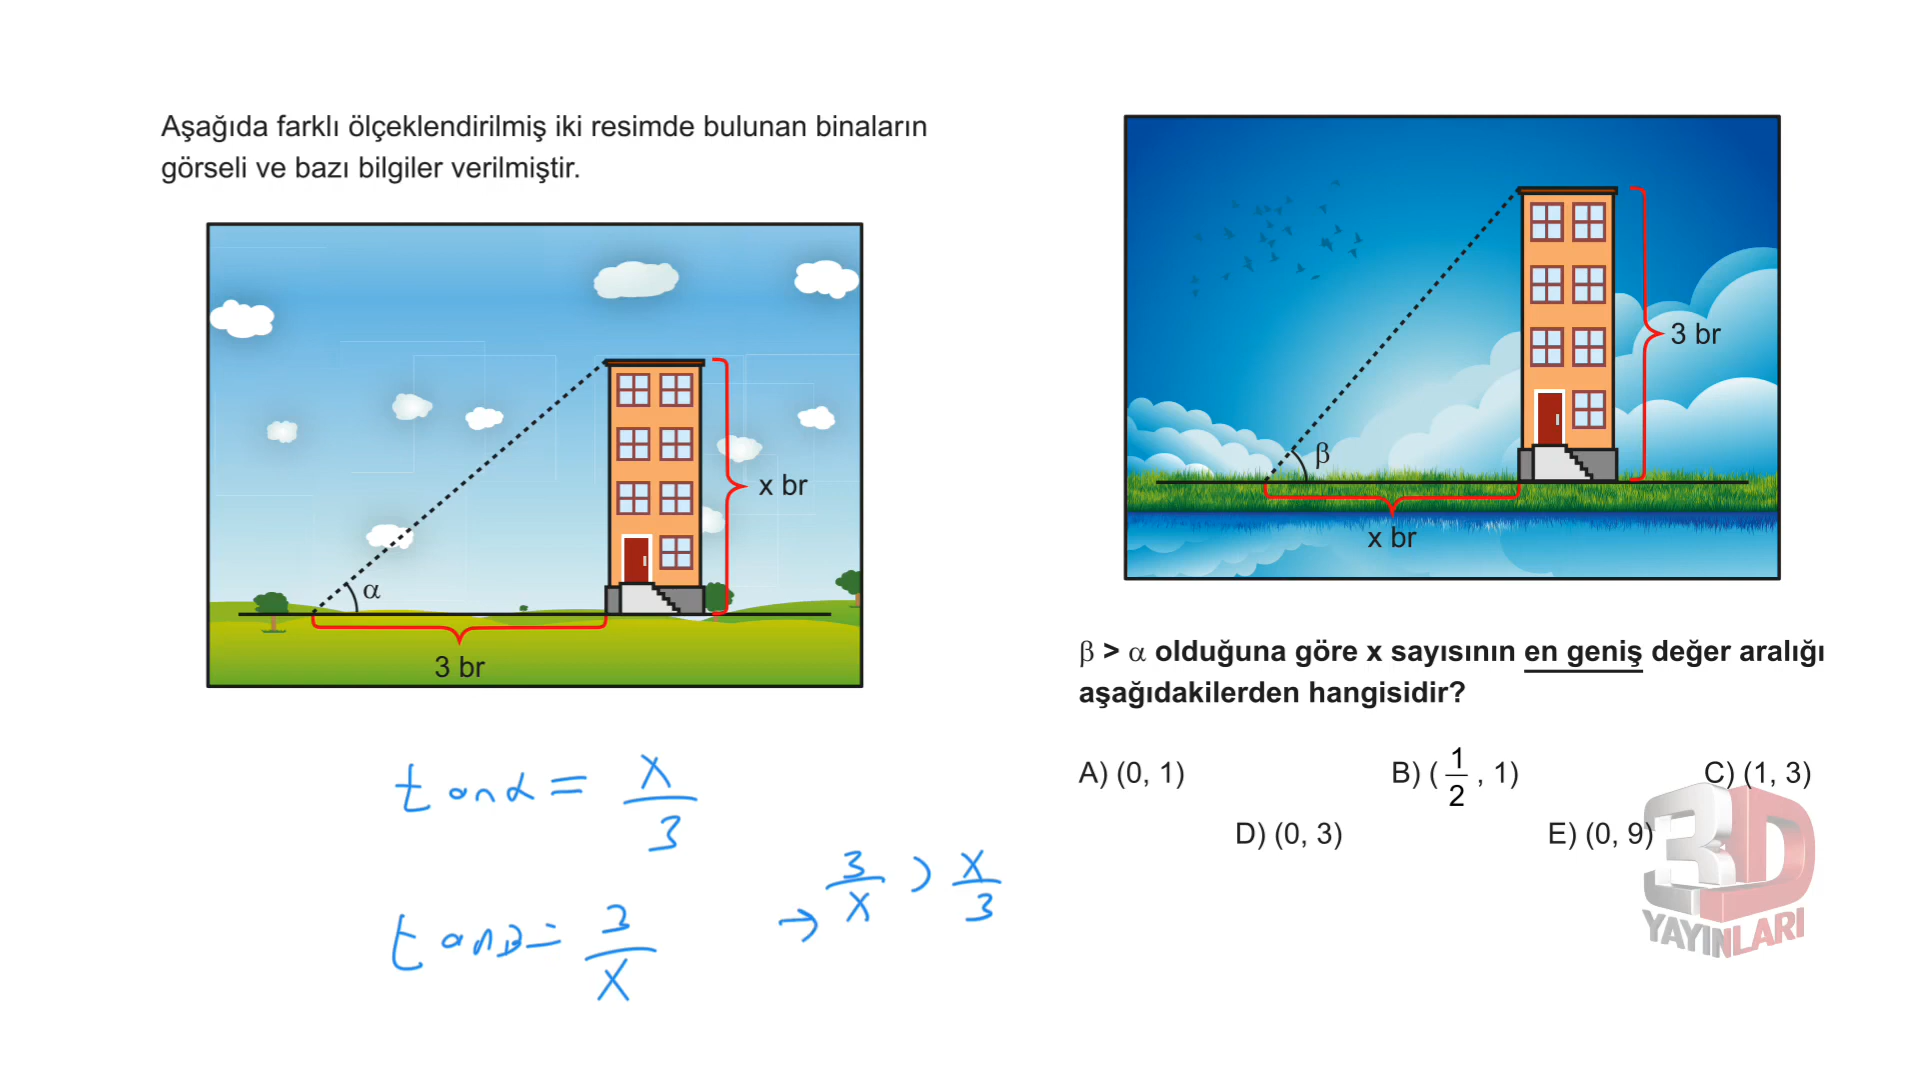 Aşağıda farklı ölçeklendirilmiş iki resimde bulunan binaların
görseli ve bazı bilgiler verilmiştir.
α
x br
3 br
β
3 br
x br
β > α olduğuna göre x sayısının en geniş değer aralığı
aşağıdakilerden hangisidir?
A) (0, 1)
B) (1/2, 1)
C) (1, 3)
D) (0, 3)
E) (0, 9)
tanα = x/3
tanβ = 3/x
→ 3/x > x/3
3D
YAYINLARI